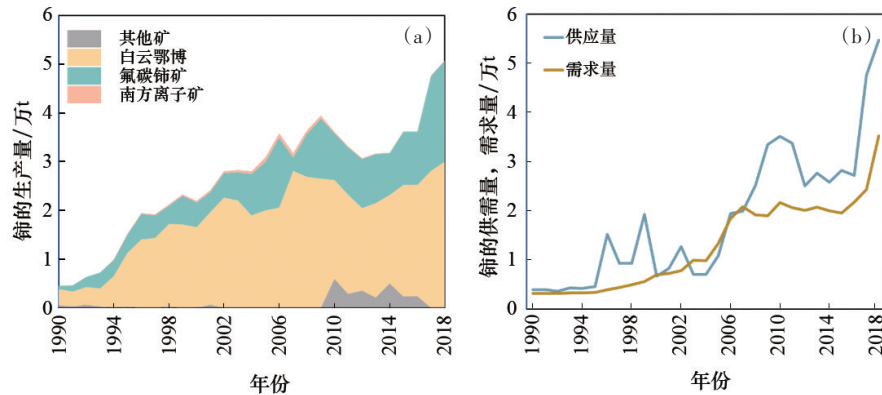 铈的生产量/万t
6
5
4
3
2
1
0
(a)
其他矿
白云鄂博
氟碳铈矿
南方离子矿
1990
1994
1998
2002
2006
2010
2014
2018
年份
铈的供需量，需求量/万t
6
5
4
3
2
1
0
(b)
供应量
需求量
1990
1994
1998
2002
2006
2010
2014
2018
年份